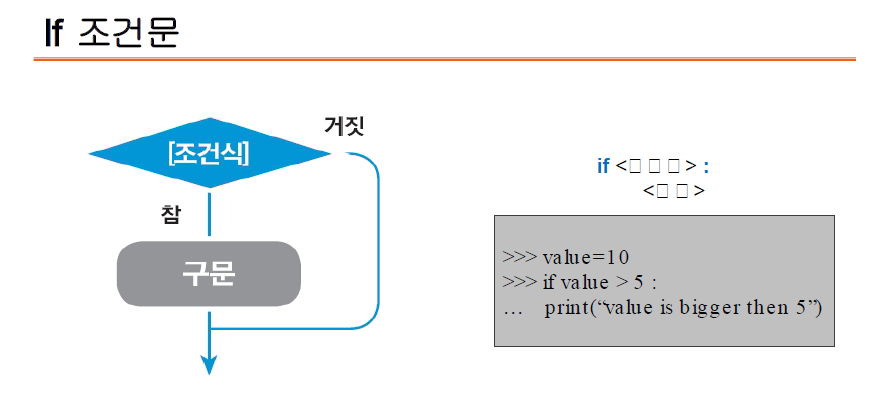 If 조건문
거짓
[조건식]
참
구문
if <□ □ □> :
<□ □>
>>> value=10
>>> if value > 5 :
… print(“value is bigger then 5”)